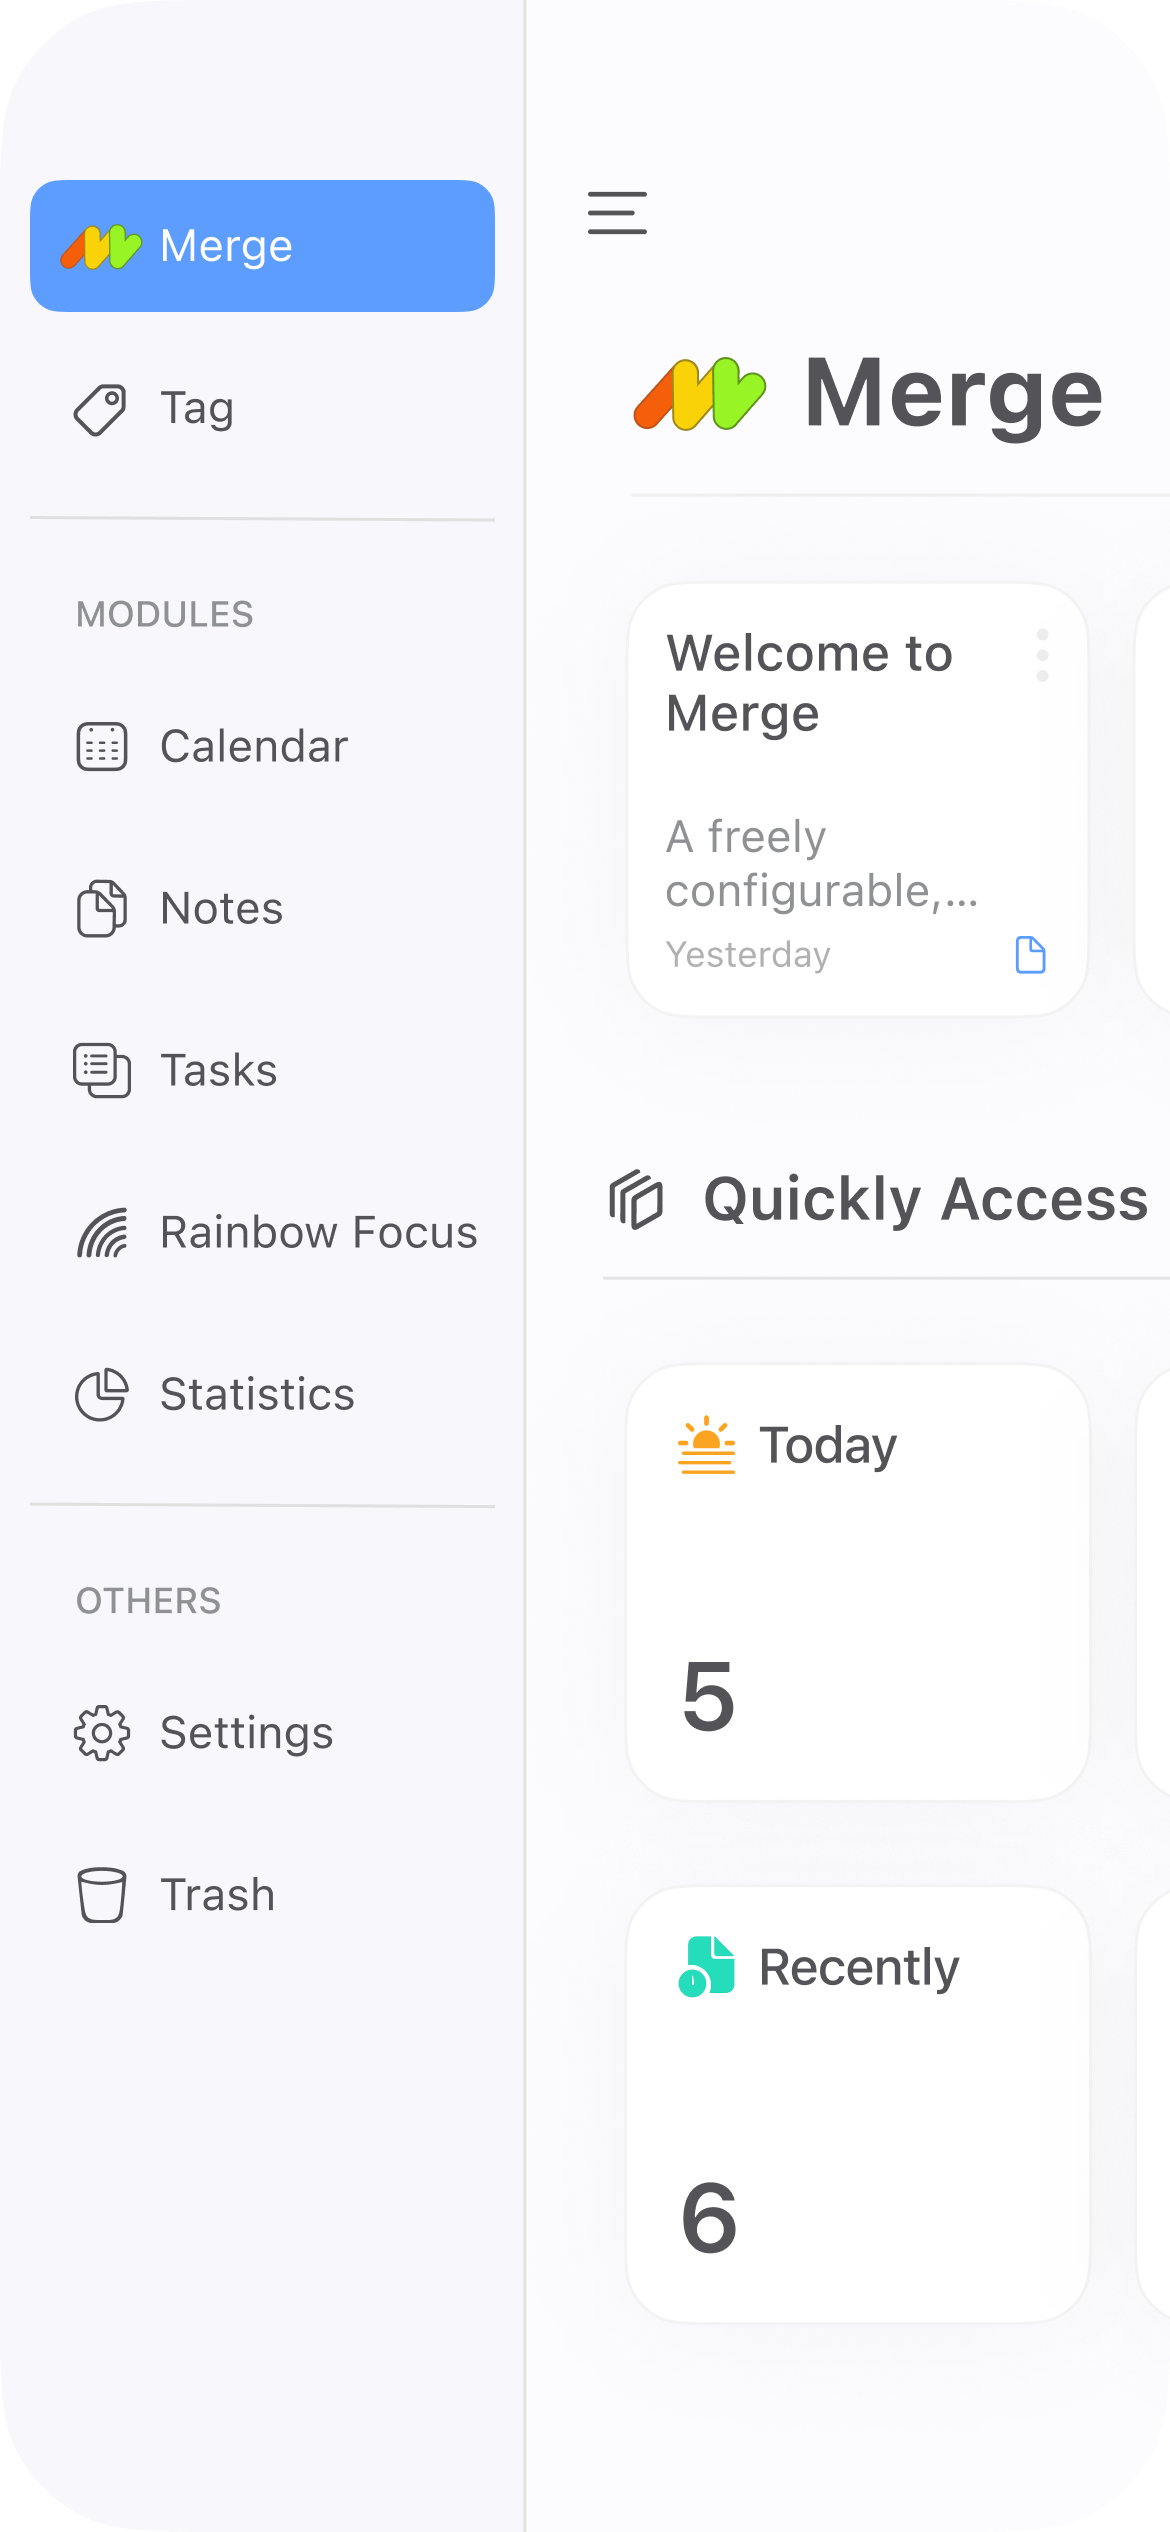 Merge
Tag
MODULES
Calendar
Notes
Tasks
Rainbow Focus
Statistics
OTHERS
Settings
Trash
Merge
Welcome to
Merge
A freely
configurable,...
Yesterday
Quickly Access
Today
5
Recently
6